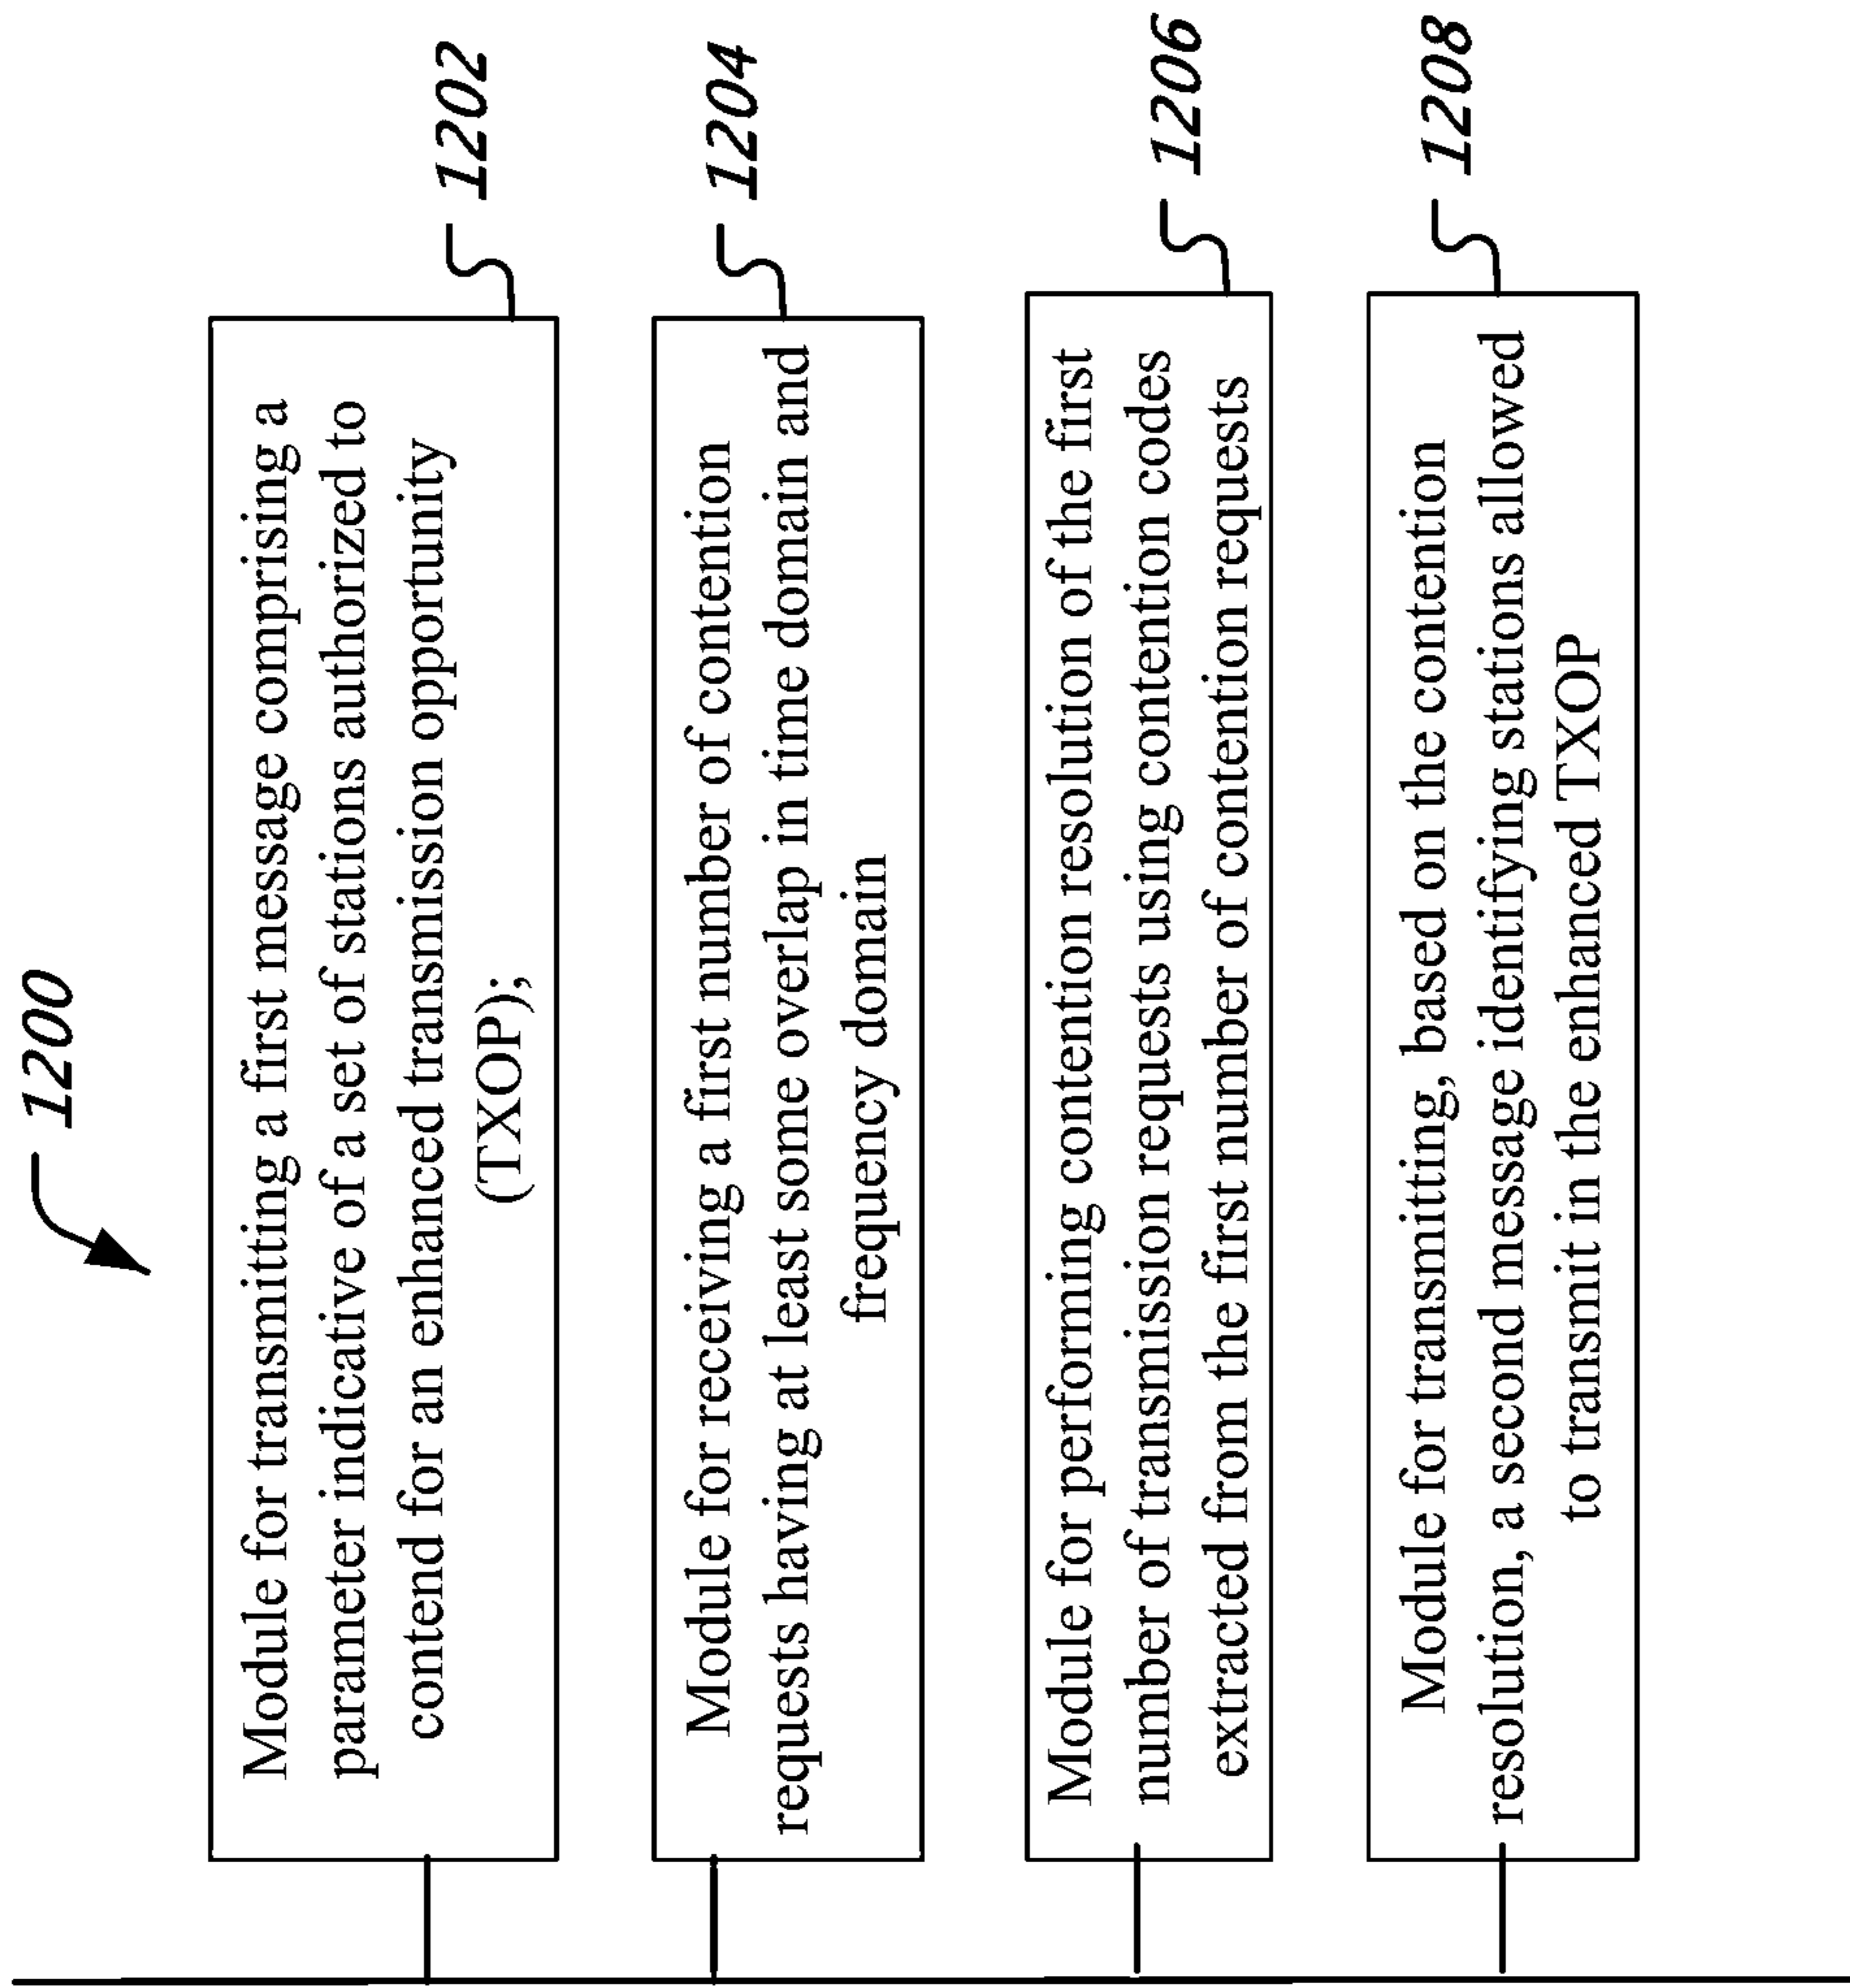 1200
Module for transmitting a first message comprising a
parameter indicative of a set of stations authorized to
contend for an enhanced transmission opportunity
(TXOP);
1202
Module for receiving a first number of contention
requests having at least some overlap in time domain and
frequency domain
1204
Module for performing contention resolution of the first
number of transmission requests using contention codes
extracted from the first number of contention requests
1206
Module for transmitting, based on the contention
resolution, a second message identifying stations allowed
to transmit in the enhanced TXOP
1208